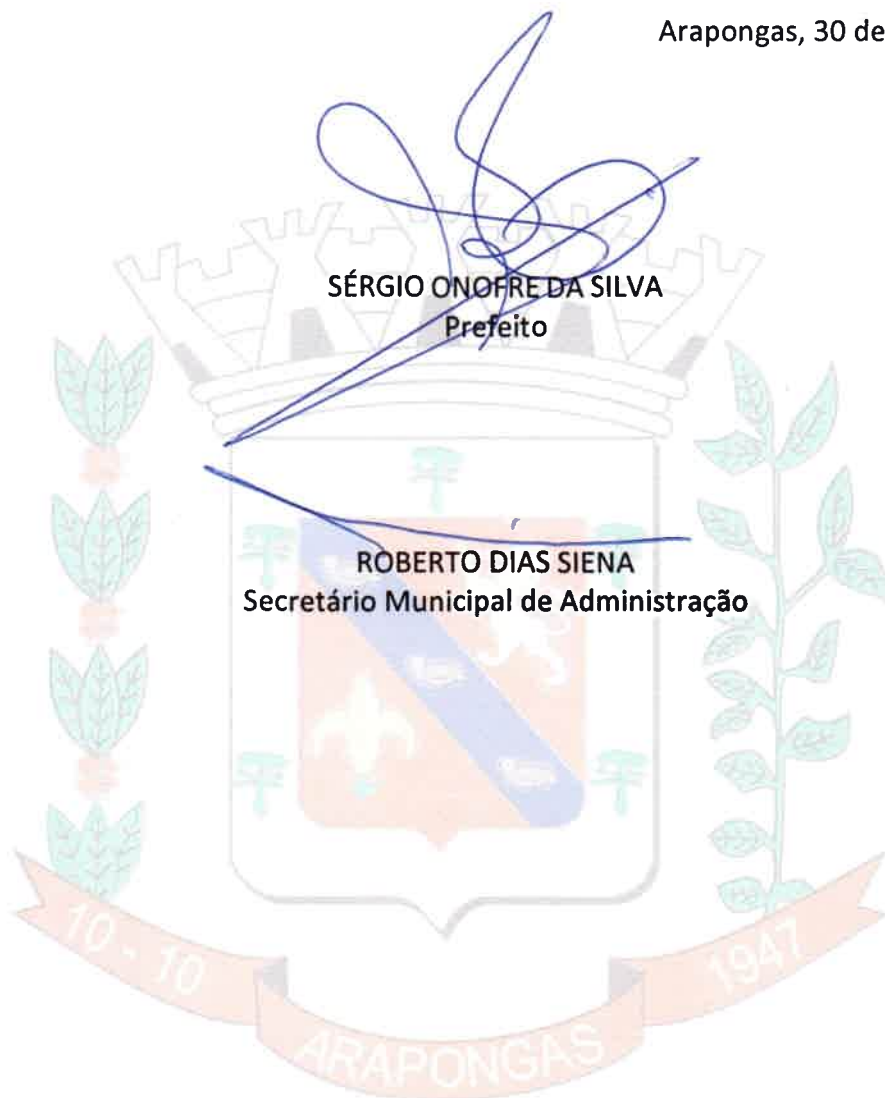 Arapongas, 30 de
SÉRGIO ONOFRE DA SILVA
Prefeito
ROBERTO DIAS SIENA
Secretário Municipal de Administração
10 - 10
1947
ARAPONGAS